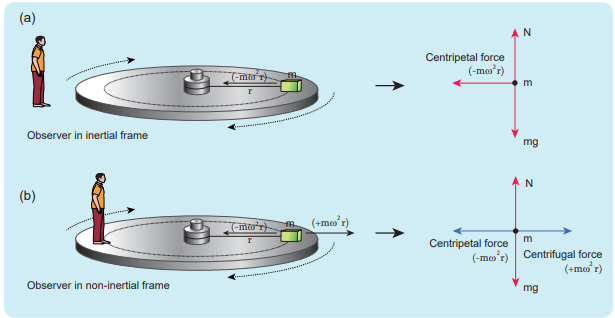 (a)
(-mω²r)
m
r
Observer in inertial frame
N
Centripetal force
(-mω²r)
m
mg
(b)
(-mω²r)
m
(+mω²r)
r
Observer in non-inertial frame
N
Centripetal force
(-mω²r)
m
Centrifugal force
(+mω²r)
mg